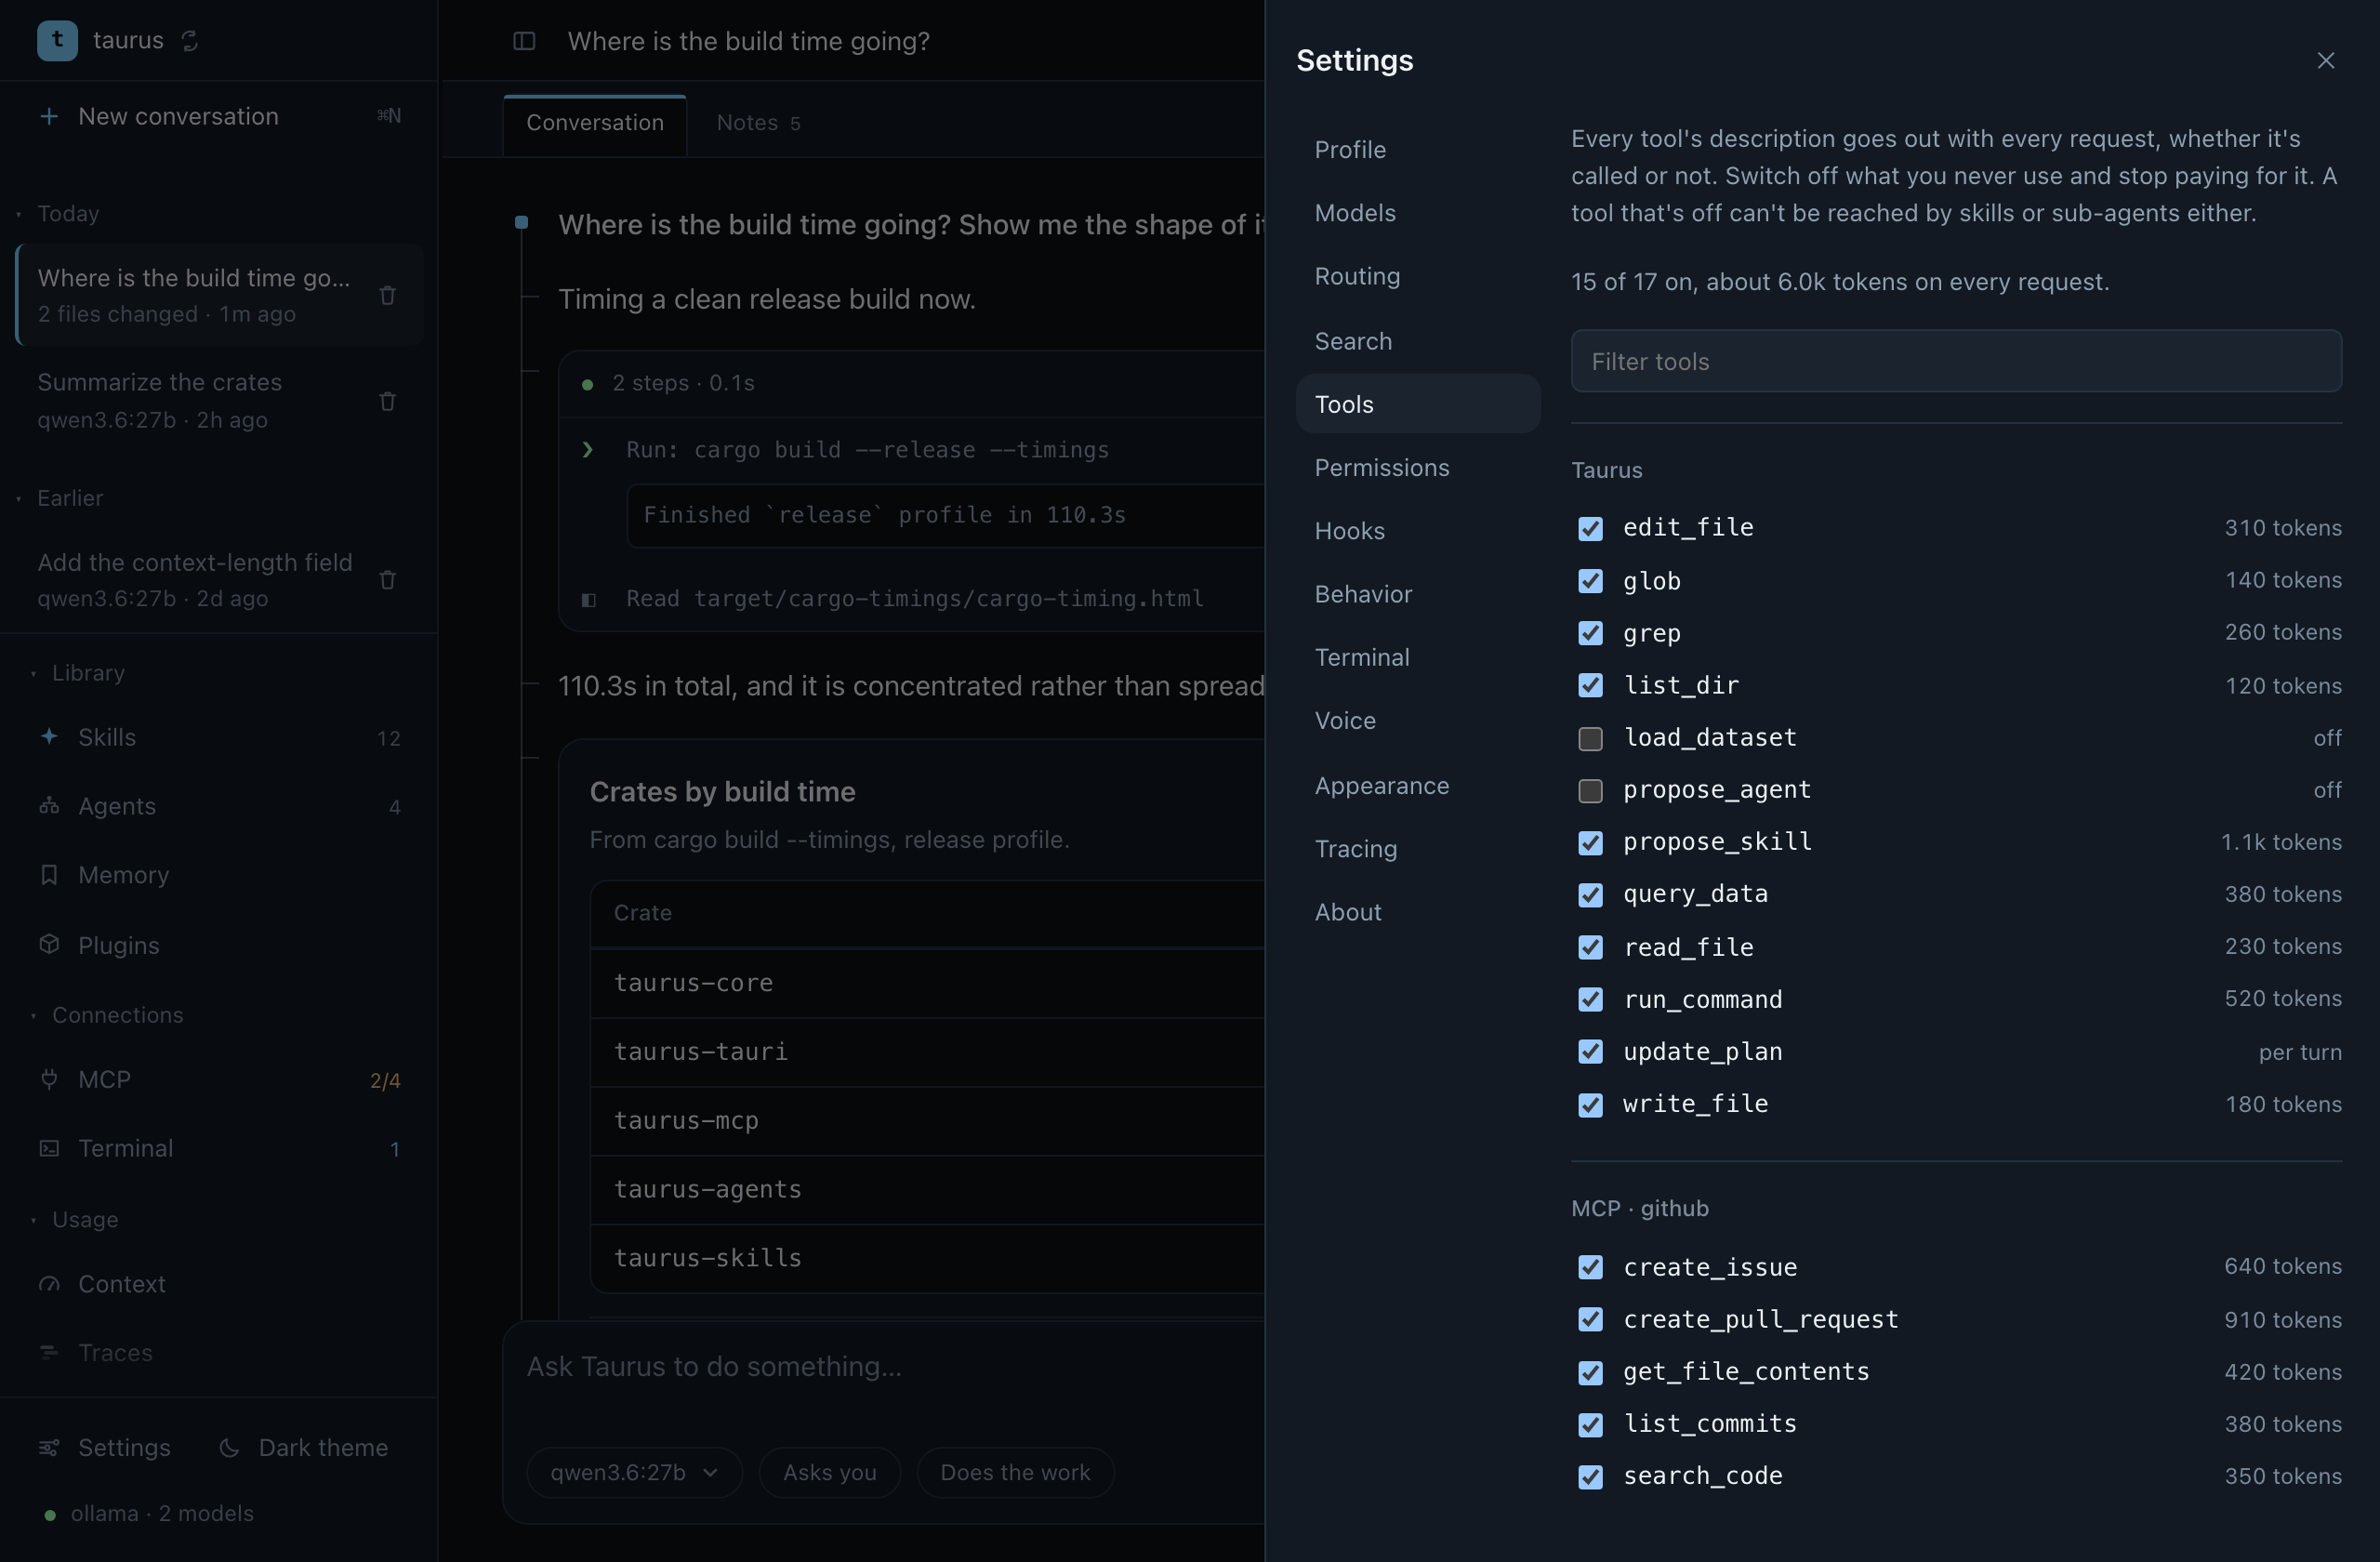 t taurus
New conversation ⌘N
Today
Where is the build time go...
2 files changed · 1m ago
Summarize the crates
qwen3.6:27b · 2h ago
Earlier
Add the context-length field
qwen3.6:27b · 2d ago
Library
Skills 12
Agents 4
Memory
Plugins
Connections
MCP 2/4
Terminal 1
Usage
Context
Traces
Settings Dark theme
ollama · 2 models
Where is the build time going?
Conversation Notes 5
Where is the build time going? Show me the shape of it
Timing a clean release build now.
2 steps · 0.1s
Run: cargo build --release --timings
Finished `release` profile in 110.3s
Read target/cargo-timings/cargo-timing.html
110.3s in total, and it is concentrated rather than spread
Crates by build time
From cargo build --timings, release profile.
Crate
taurus-core
taurus-tauri
taurus-mcp
taurus-agents
taurus-skills
Ask Taurus to do something...
qwen3.6:27b Asks you Does the work
Settings
Profile
Models
Routing
Search
Tools
Permissions
Hooks
Behavior
Terminal
Voice
Appearance
Tracing
About
Every tool's description goes out with every request, whether it's
called or not. Switch off what you never use and stop paying for it. A
tool that's off can't be reached by skills or sub-agents either.
15 of 17 on, about 6.0k tokens on every request.
Filter tools
Taurus
edit_file 310 tokens
glob 140 tokens
grep 260 tokens
list_dir 120 tokens
load_dataset off
propose_agent off
propose_skill 1.1k tokens
query_data 380 tokens
read_file 230 tokens
run_command 520 tokens
update_plan per turn
write_file 180 tokens
MCP · github
create_issue 640 tokens
create_pull_request 910 tokens
get_file_contents 420 tokens
list_commits 380 tokens
search_code 350 tokens